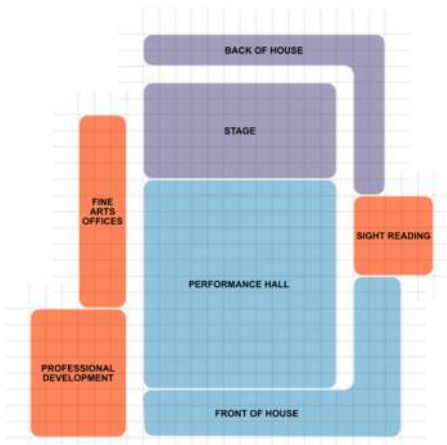 BACK OF HOUSE
STAGE
FINE
ARTS
OFFICES
SIGHT READING
PERFORMANCE HALL
PROFESSIONAL
DEVELOPMENT
FRONT OF HOUSE